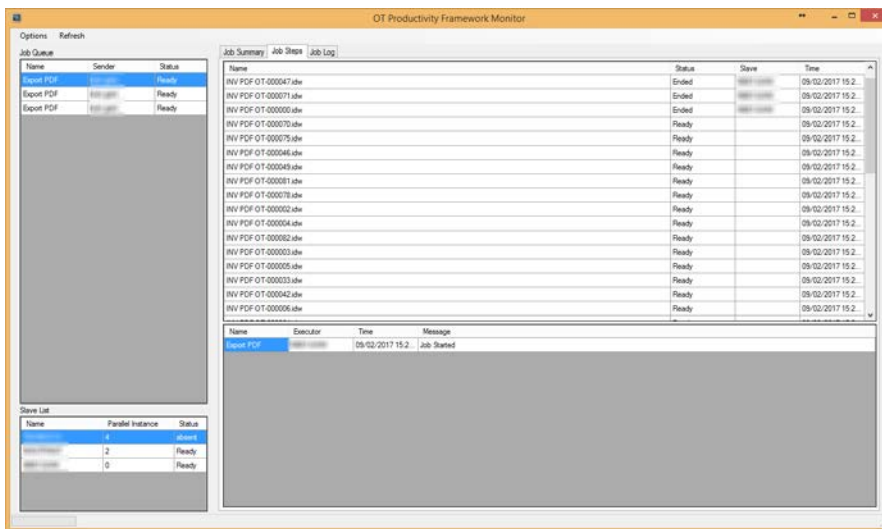 OT Productivity Framework Monitor
Options Refresh
Job Queue
Name Sender Status
Export PDF Ready
Export PDF Ready
Export PDF Ready
Job Summary Job Steps Job Log
Name Status Slave Time
INV PDF OT-000047.idw Ended 09/02/2017 15:2...
INV PDF OT-000071.idw Ended 09/02/2017 15:2...
INV PDF OT-000000.idw Ended 09/02/2017 15:2...
INV PDF OT-000070.idw Ready 09/02/2017 15:2...
INV PDF OT-000075.idw Ready 09/02/2017 15:2...
INV PDF OT-000046.idw Ready 09/02/2017 15:2...
INV PDF OT-000049.idw Ready 09/02/2017 15:2...
INV PDF OT-000081.idw Ready 09/02/2017 15:2...
INV PDF OT-000078.idw Ready 09/02/2017 15:2...
INV PDF OT-000002.idw Ready 09/02/2017 15:2...
INV PDF OT-000004.idw Ready 09/02/2017 15:2...
INV PDF OT-000082.idw Ready 09/02/2017 15:2...
INV PDF OT-000003.idw Ready 09/02/2017 15:2...
INV PDF OT-000005.idw Ready 09/02/2017 15:2...
INV PDF OT-000033.idw Ready 09/02/2017 15:2...
INV PDF OT-000042.idw Ready 09/02/2017 15:2...
INV PDF OT-000006.idw Ready 09/02/2017 15:2...
Name Executor Time Message
Export PDF 09/02/2017 15:2... Job Started
Slave List
Name Parallel Instance Status
4 absent
2 Ready
0 Ready